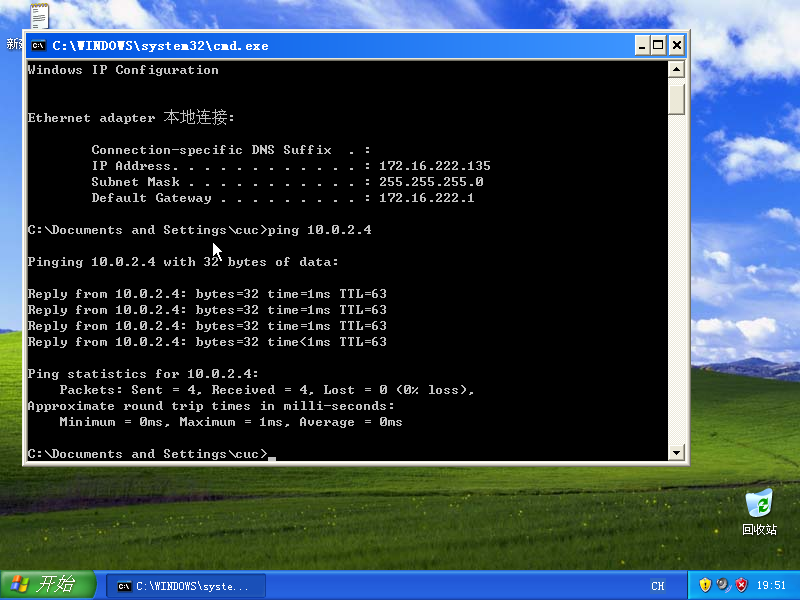 新建
C:\WINDOWS\system32\cmd.exe
Windows IP Configuration
Ethernet adapter 本地连接:
Connection-specific DNS Suffix . :
IP Address. . . . . . . . . . . . : 172.16.222.135
Subnet Mask . . . . . . . . . . . : 255.255.255.0
Default Gateway . . . . . . . . . : 172.16.222.1
C:\Documents and Settings\cuc>ping 10.0.2.4
Pinging 10.0.2.4 with 32 bytes of data:
Reply from 10.0.2.4: bytes=32 time=1ms TTL=63
Reply from 10.0.2.4: bytes=32 time=1ms TTL=63
Reply from 10.0.2.4: bytes=32 time=1ms TTL=63
Reply from 10.0.2.4: bytes=32 time<1ms TTL=63
Ping statistics for 10.0.2.4:
Packets: Sent = 4, Received = 4, Lost = 0 (0% loss),
Approximate round trip times in milli-seconds:
Minimum = 0ms, Maximum = 1ms, Average = 0ms
C:\Documents and Settings\cuc>_
回收站
开始
C:\WINDOWS\syste...
CH
19:51